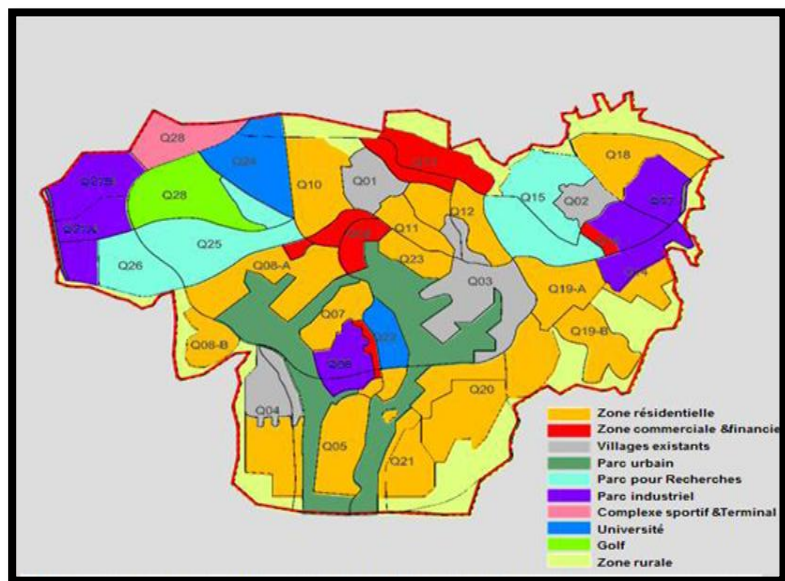 Q28
Q24
Q18
Q10
Q01
Q27B
Q28
Q15
Q02
Q12
Q11
Q25
Q26
Q23
Q08-A
Q03
Q19-A
Q07
Q19-B
Q08-B
Q04
Q20
Q05
Q21
Zone résidentielle
Zone commerciale &financie
Villages existants
Parc urbain
Parc pour Recherches
Parc industriel
Complexe sportif &Terminal
Université
Golf
Zone rurale